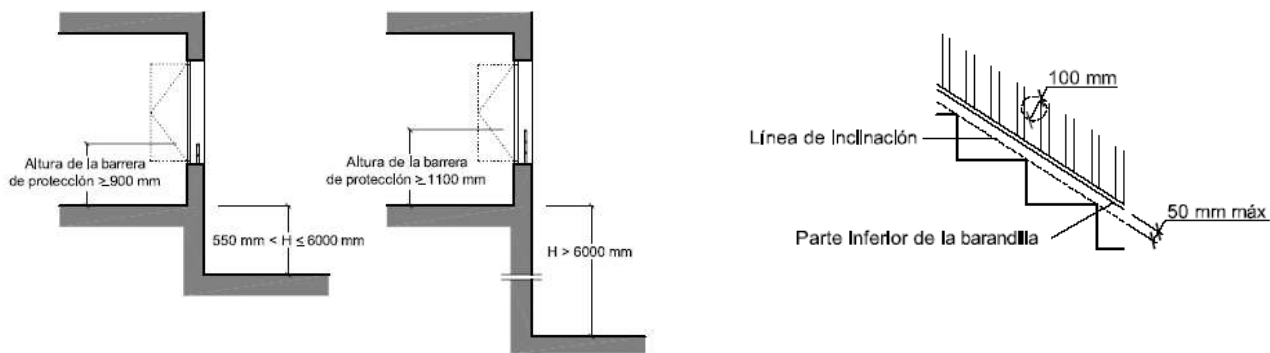 Altura de la barrera
de protección ≥900 mm
550 mm < H ≤ 6000 mm
Altura de la barrera
de protección ≥1100 mm
H > 6000 mm
100 mm
Línea de Inclinación
50 mm máx
Parte Inferior de la barandilla